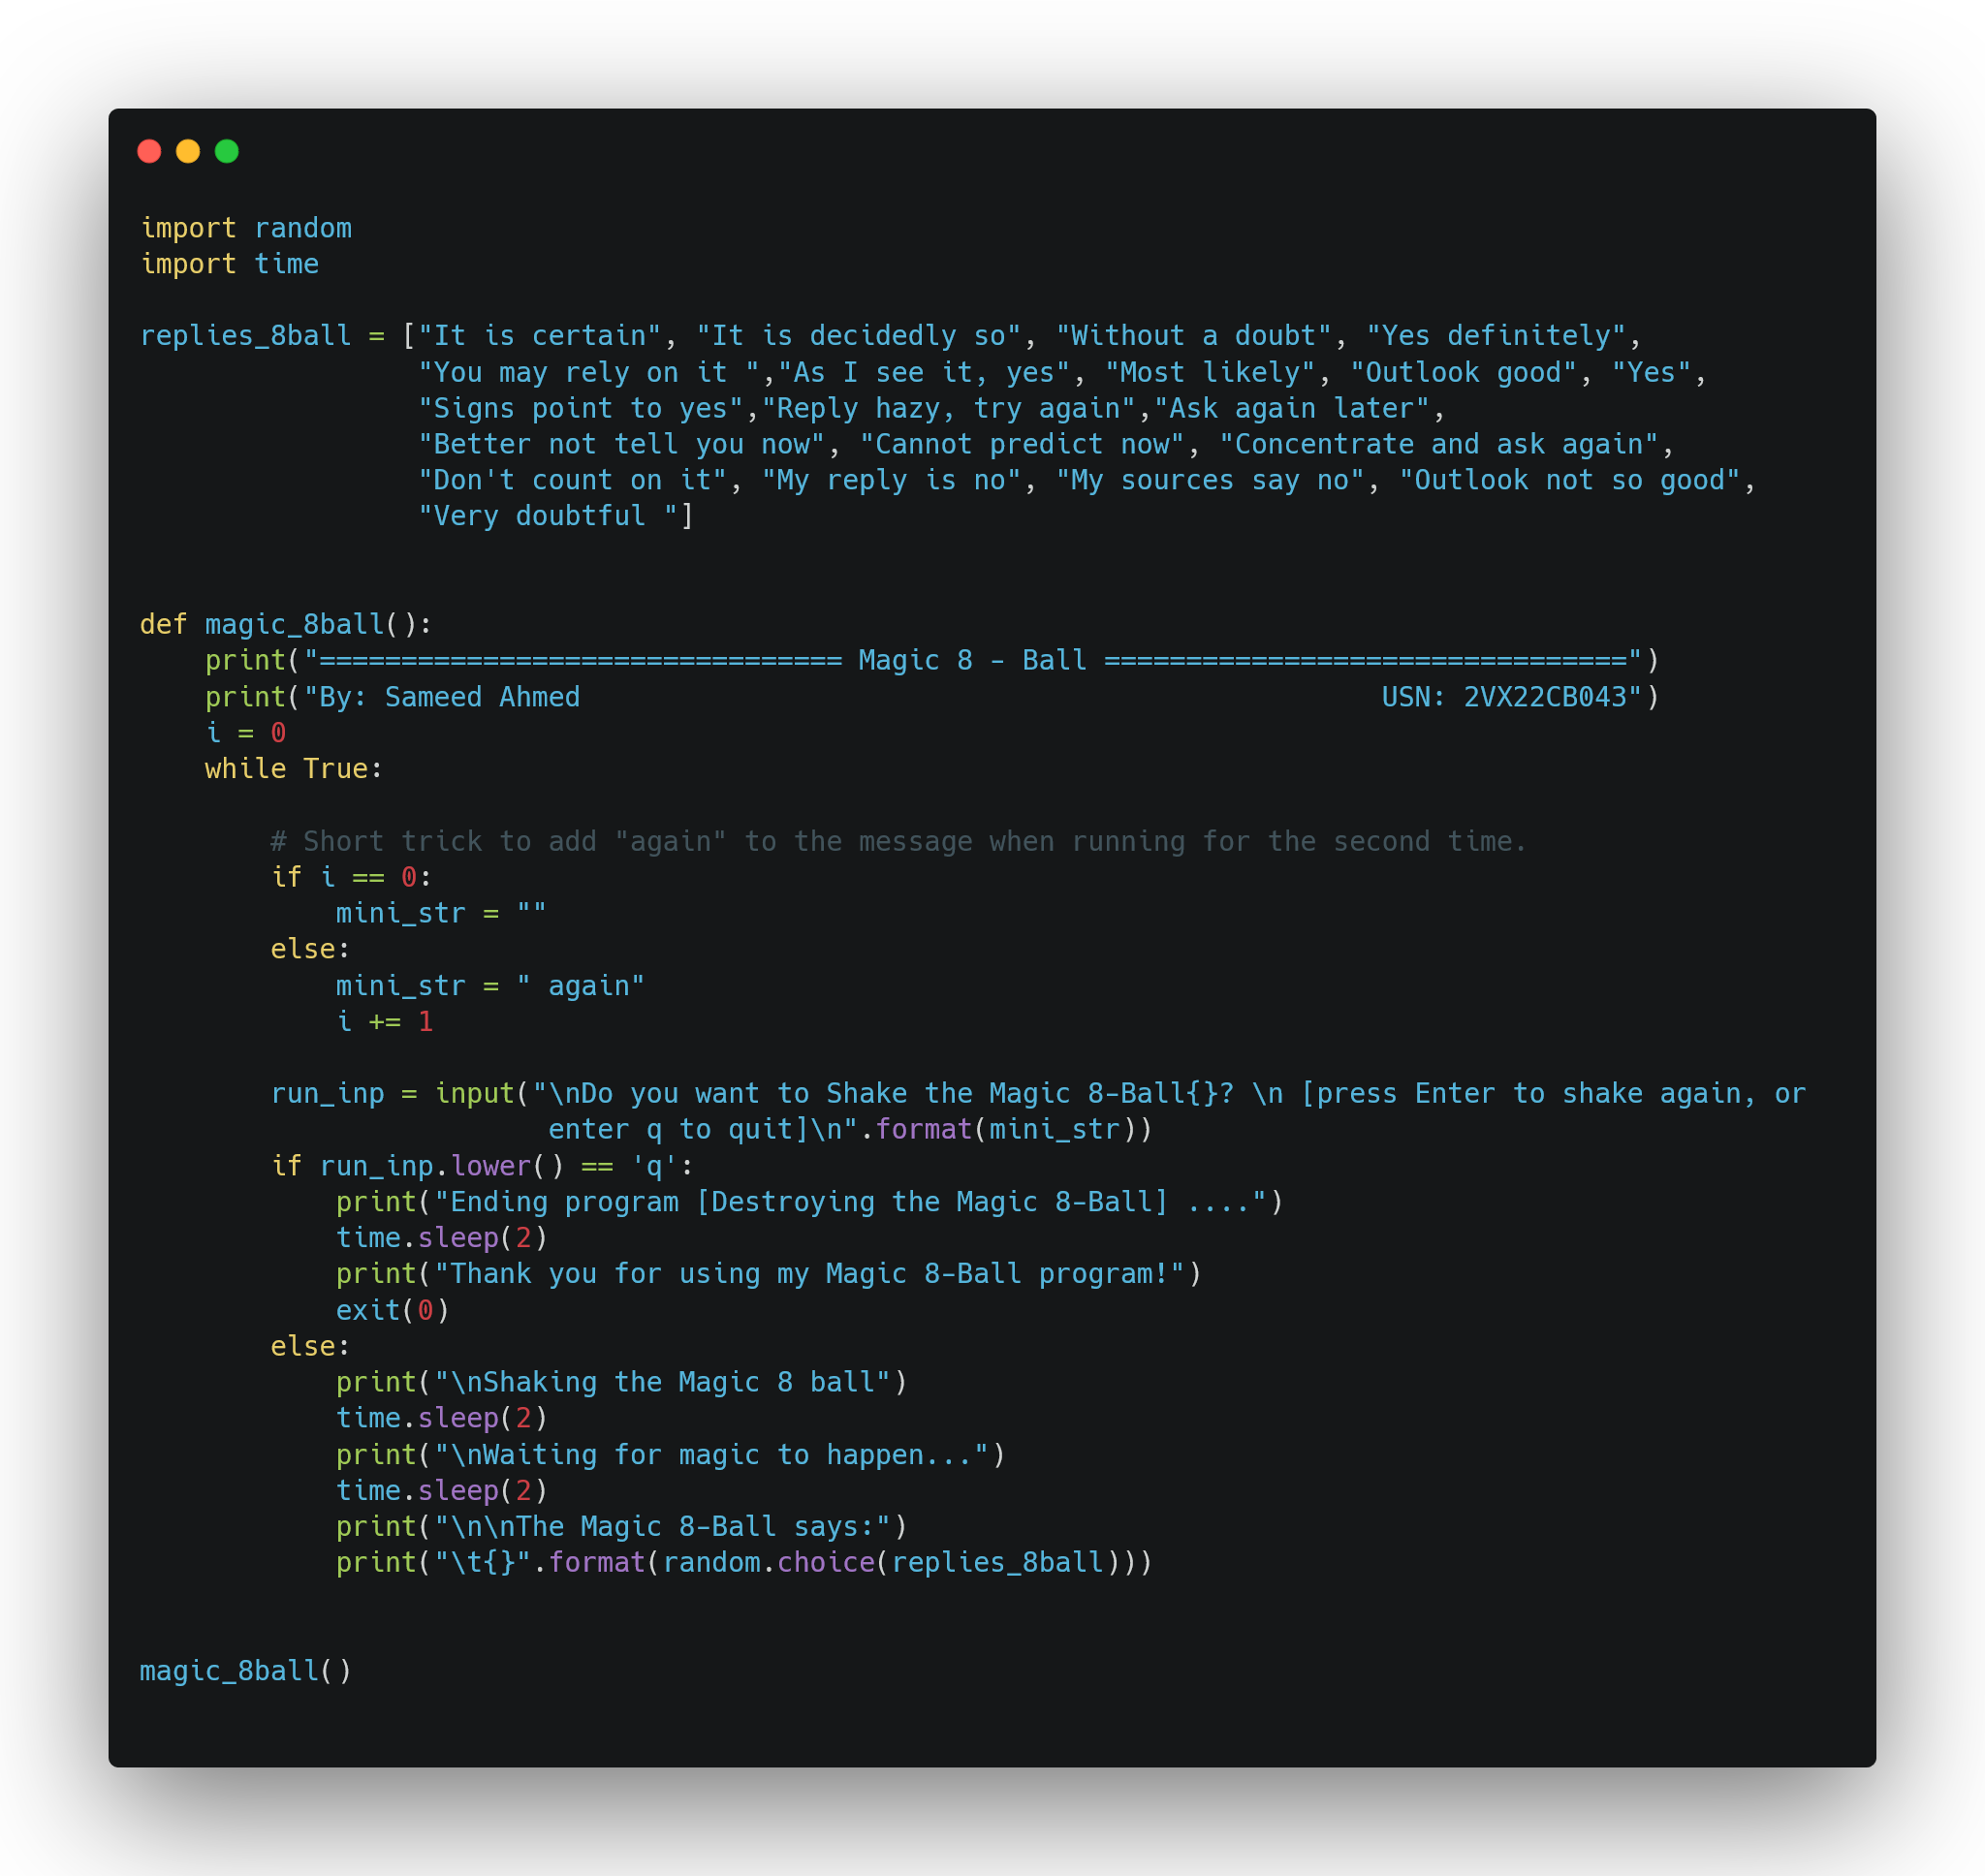 import random
import time

replies_8ball = ["It is certain", "It is decidedly so", "Without a doubt", "Yes definitely",
                 "You may rely on it ","As I see it, yes", "Most likely", "Outlook good", "Yes",
                 "Signs point to yes","Reply hazy, try again","Ask again later",
                 "Better not tell you now", "Cannot predict now", "Concentrate and ask again",
                 "Don't count on it", "My reply is no", "My sources say no", "Outlook not so good",
                 "Very doubtful "]


def magic_8ball():
    print("================================ Magic 8 - Ball ================================")
    print("By: Sameed Ahmed                                                 USN: 2VX22CB043")
    i = 0
    while True:

        # Short trick to add "again" to the message when running for the second time.
        if i == 0:
            mini_str = ""
        else:
            mini_str = " again"
            i += 1

        run_inp = input("\nDo you want to Shake the Magic 8-Ball{}? \n [press Enter to shake again, or
                         enter q to quit]\n".format(mini_str))
        if run_inp.lower() == 'q':
            print("Ending program [Destroying the Magic 8-Ball] ....")
            time.sleep(2)
            print("Thank you for using my Magic 8-Ball program!")
            exit(0)
        else:
            print("\nShaking the Magic 8 ball")
            time.sleep(2)
            print("\nWaiting for magic to happen...")
            time.sleep(2)
            print("\n\nThe Magic 8-Ball says:")
            print("\t{}".format(random.choice(replies_8ball)))


magic_8ball()